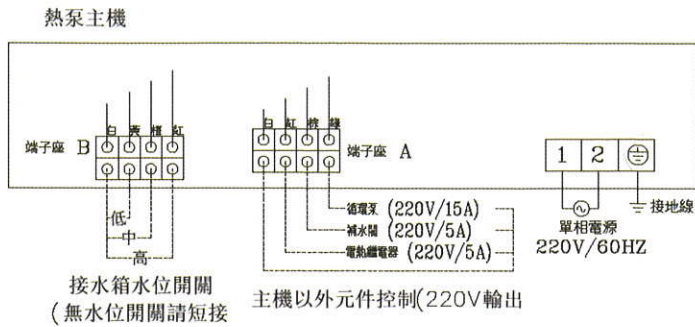 熱泵主機
白 黃 橙 紅
端子座 B
白 紅 棕 綠
端子座 A
1 2
低
中
高
循環泵 (220V/15A)
補水閥 (220V/5A)
電熱繼電器 (220V/5A)
接地線
單相電源
220V/60HZ
接水箱水位開關
(無水位開關請短接
主機以外元件控制(220V輸出